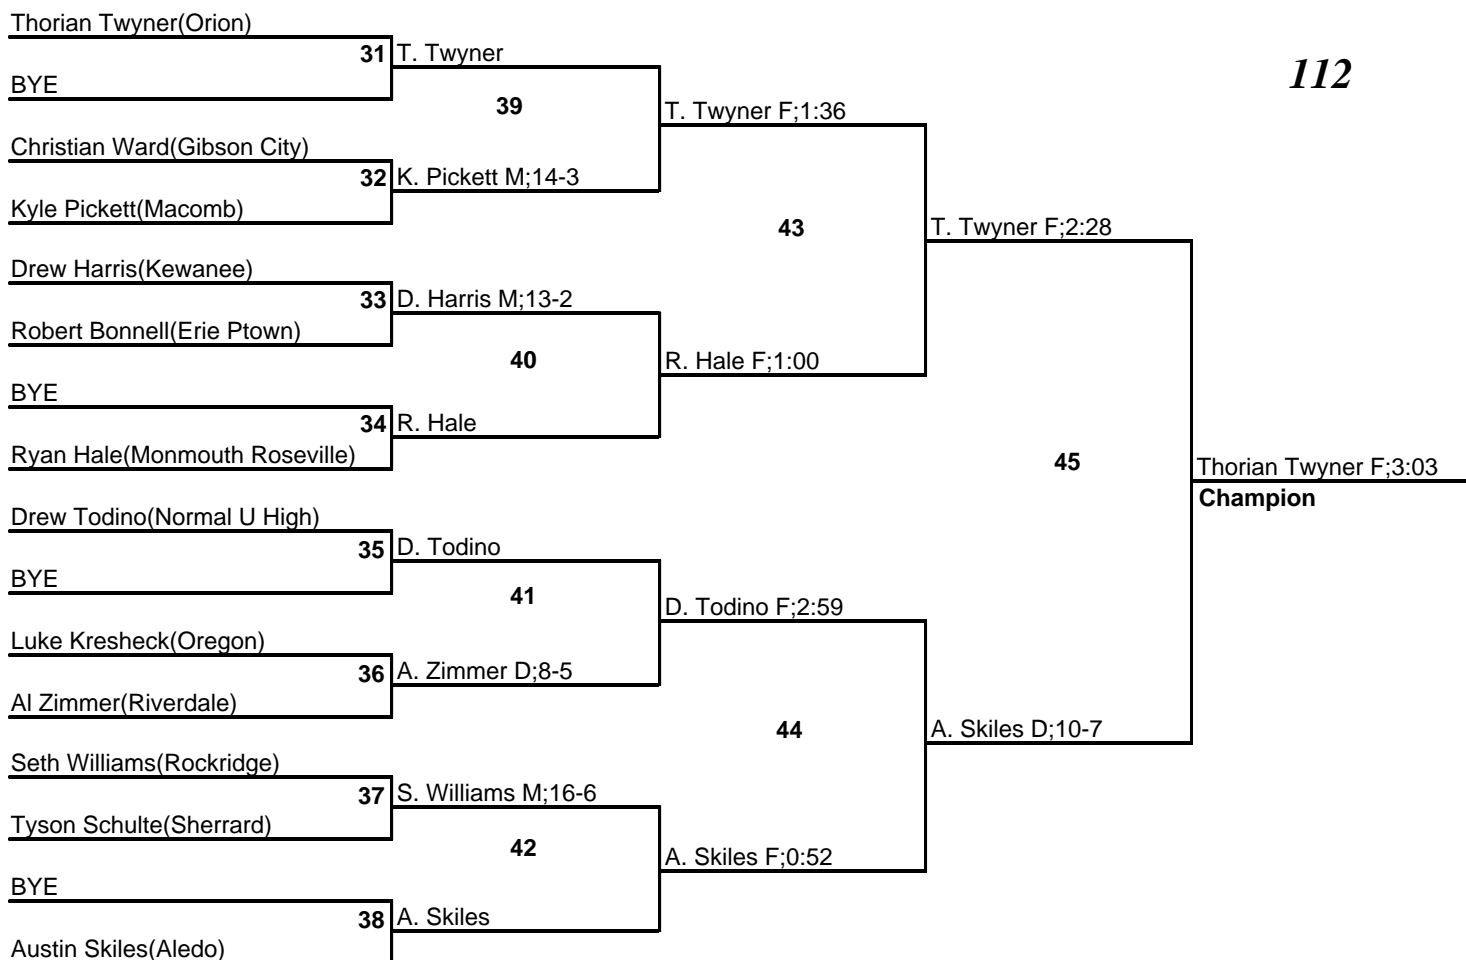 Thorian Twyner(Orion)
31 T. Twyner
112
BYE
39
T. Twyner F;1:36
Christian Ward(Gibson City)
32 K. Pickett M;14-3
Kyle Pickett(Macomb)
43
T. Twyner F;2:28
Drew Harris(Kewanee)
33 D. Harris M;13-2
Robert Bonnell(Erie Ptown)
40
R. Hale F;1:00
BYE
34 R. Hale
Ryan Hale(Monmouth Roseville)
45
Thorian Twyner F;3:03
Champion
Drew Todino(Normal U High)
35 D. Todino
BYE
41
D. Todino F;2:59
Luke Kresheck(Oregon)
36 A. Zimmer D;8-5
Al Zimmer(Riverdale)
44
A. Skiles D;10-7
Seth Williams(Rockridge)
37 S. Williams M;16-6
Tyson Schulte(Sherrard)
42
A. Skiles F;0:52
BYE
38 A. Skiles
Austin Skiles(Aledo)